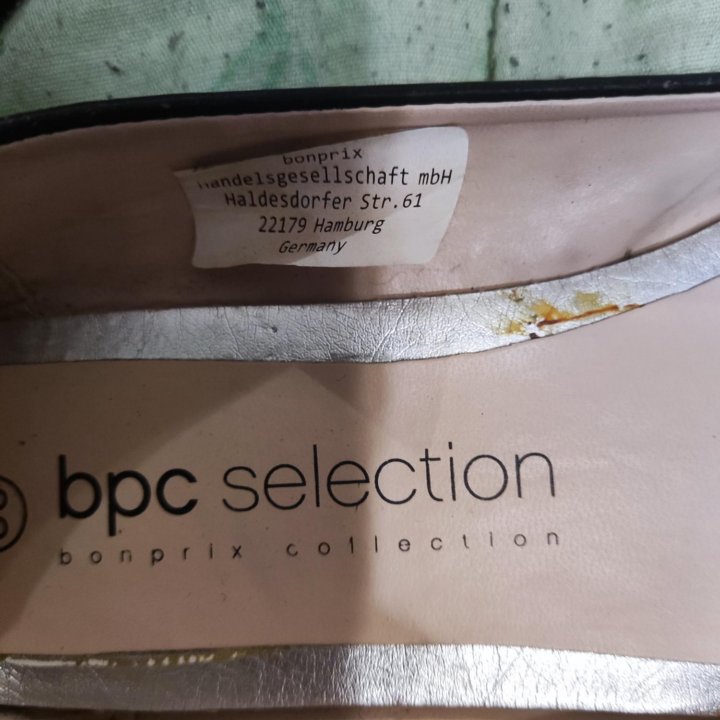 bonprix
Handelsgesellschaft mbH
Haldesdorfer Str.61
22179 Hamburg
Germany
bpc selection
bonprix collection